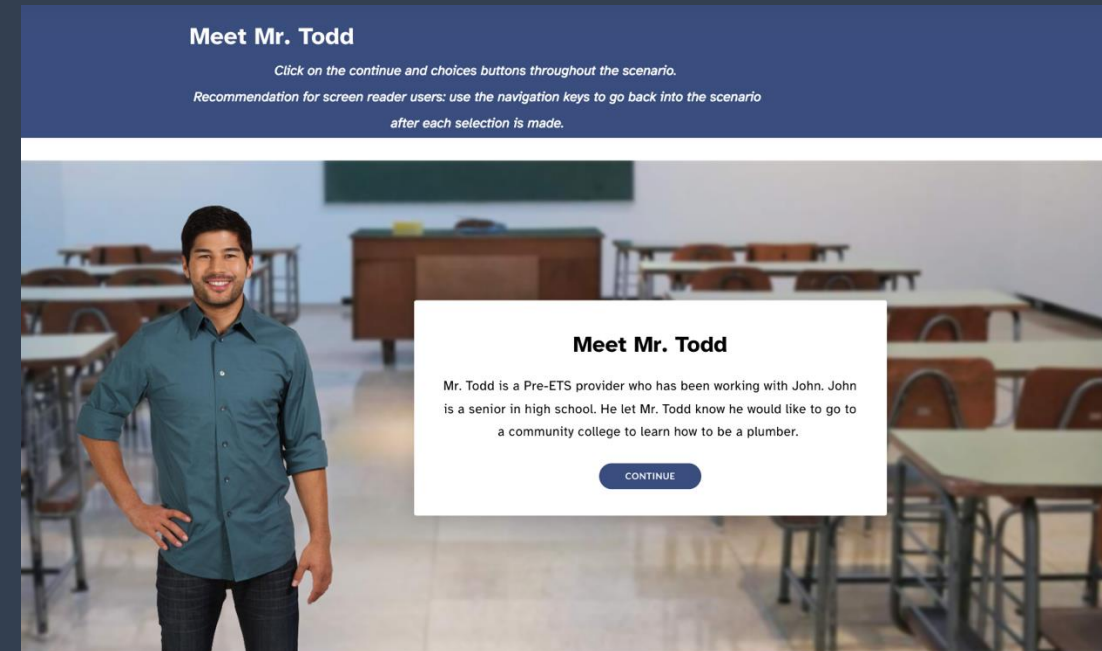 Meet Mr. Todd
Click on the continue and choices buttons throughout the scenario.
Recommendation for screen reader users: use the navigation keys to go back into the scenario
after each selection is made.
Meet Mr. Todd
Mr. Todd is a Pre-ETS provider who has been working with John. John
is a senior in high school. He let Mr. Todd know he would like to go to
a community college to learn how to be a plumber.
CONTINUE